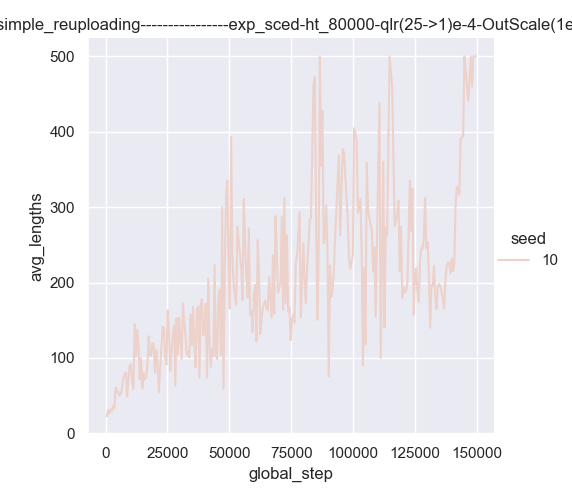 simple_reuploading----------------exp_sced-ht_80000-qlr(25->1)e-4-OutScale(1e
500
400
300
200
100
0
avg_lengths
0 25000 50000 75000 100000 125000 150000
global_step
seed
10